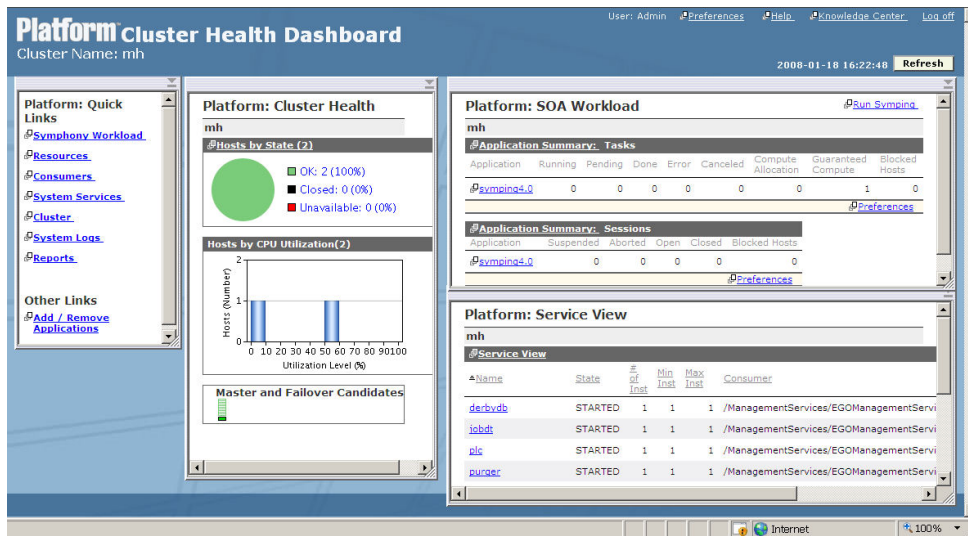 User: Admin Preferences Help Knowledge Center Log off
Platform™ Cluster Health Dashboard
Cluster Name: mh
2008-01-18 16:22:48 Refresh
Platform: Quick
Links
Symphony Workload
Resources
Consumers
System Services
Cluster
System Logs
Reports
Other Links
Add / Remove
Applications
Platform: Cluster Health
mh
Hosts by State (2)
OK: 2 (100%)
Closed: 0 (0%)
Unavailable: 0 (0%)
Hosts by CPU Utilization(2)
Hosts (Number)
2
1
0
0 10 20 30 40 50 60 70 80 90100
Utilization Level (%)
Master and Failover Candidates
Platform: SOA Workload Run Symping
mh
Application Summary: Tasks
Application Running Pending Done Error Canceled Compute Allocation Guaranteed Compute Blocked Hosts
symping4.0 0 0 0 0 0 0 1 0
Preferences
Application Summary: Sessions
Application Suspended Aborted Open Closed Blocked Hosts
symping4.0 0 0 0 0 0
Preferences
Platform: Service View
mh
Service View
Name State # of Inst Min Inst Max Inst Consumer
derbydb STARTED 1 1 1 /ManagementServices/EGOManagementServi
jobdt STARTED 1 1 1 /ManagementServices/EGOManagementServi
plc STARTED 1 1 1 /ManagementServices/EGOManagementServi
purger STARTED 1 1 1 /ManagementServices/EGOManagementServi
Internet 100%